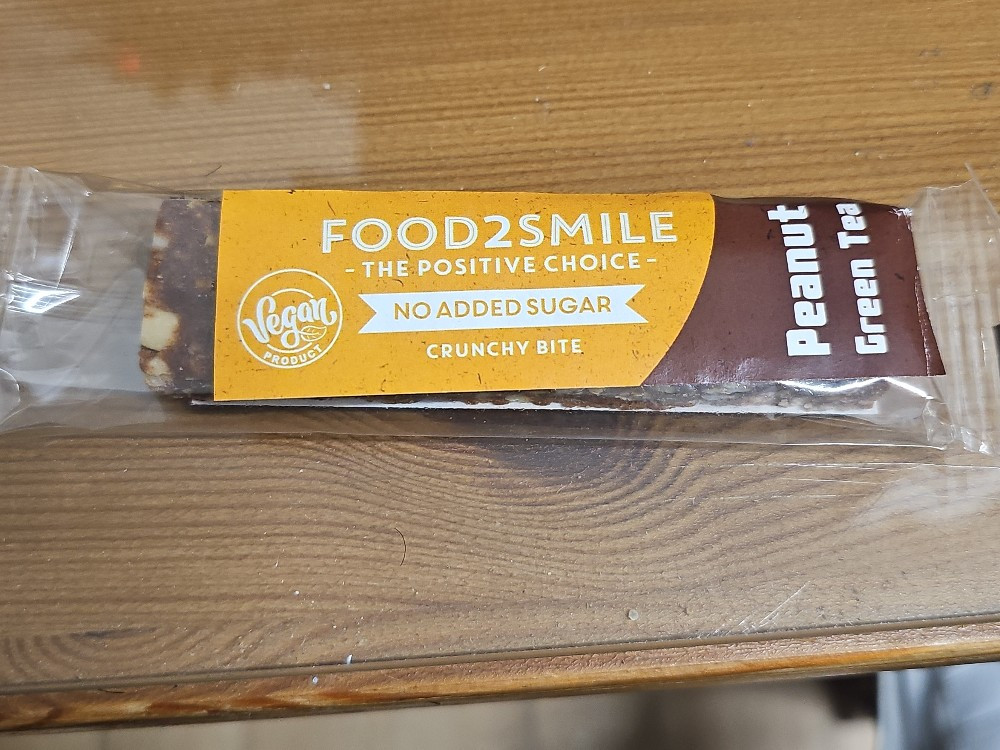 FOOD2SMILE
- THE POSITIVE CHOICE -
NO ADDED SUGAR
CRUNCHY BITE
Vegan
PRODUCT
Peanut
Green Tea